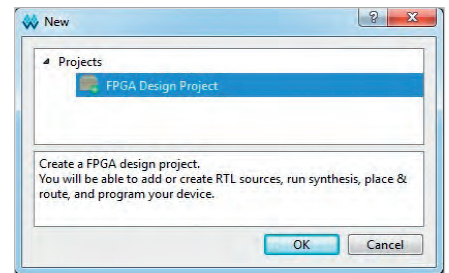 New
Projects
FPGA Design Project
Create a FPGA design project.
You will be able to add or create RTL sources, run synthesis, place &
route, and program your device.
OK Cancel